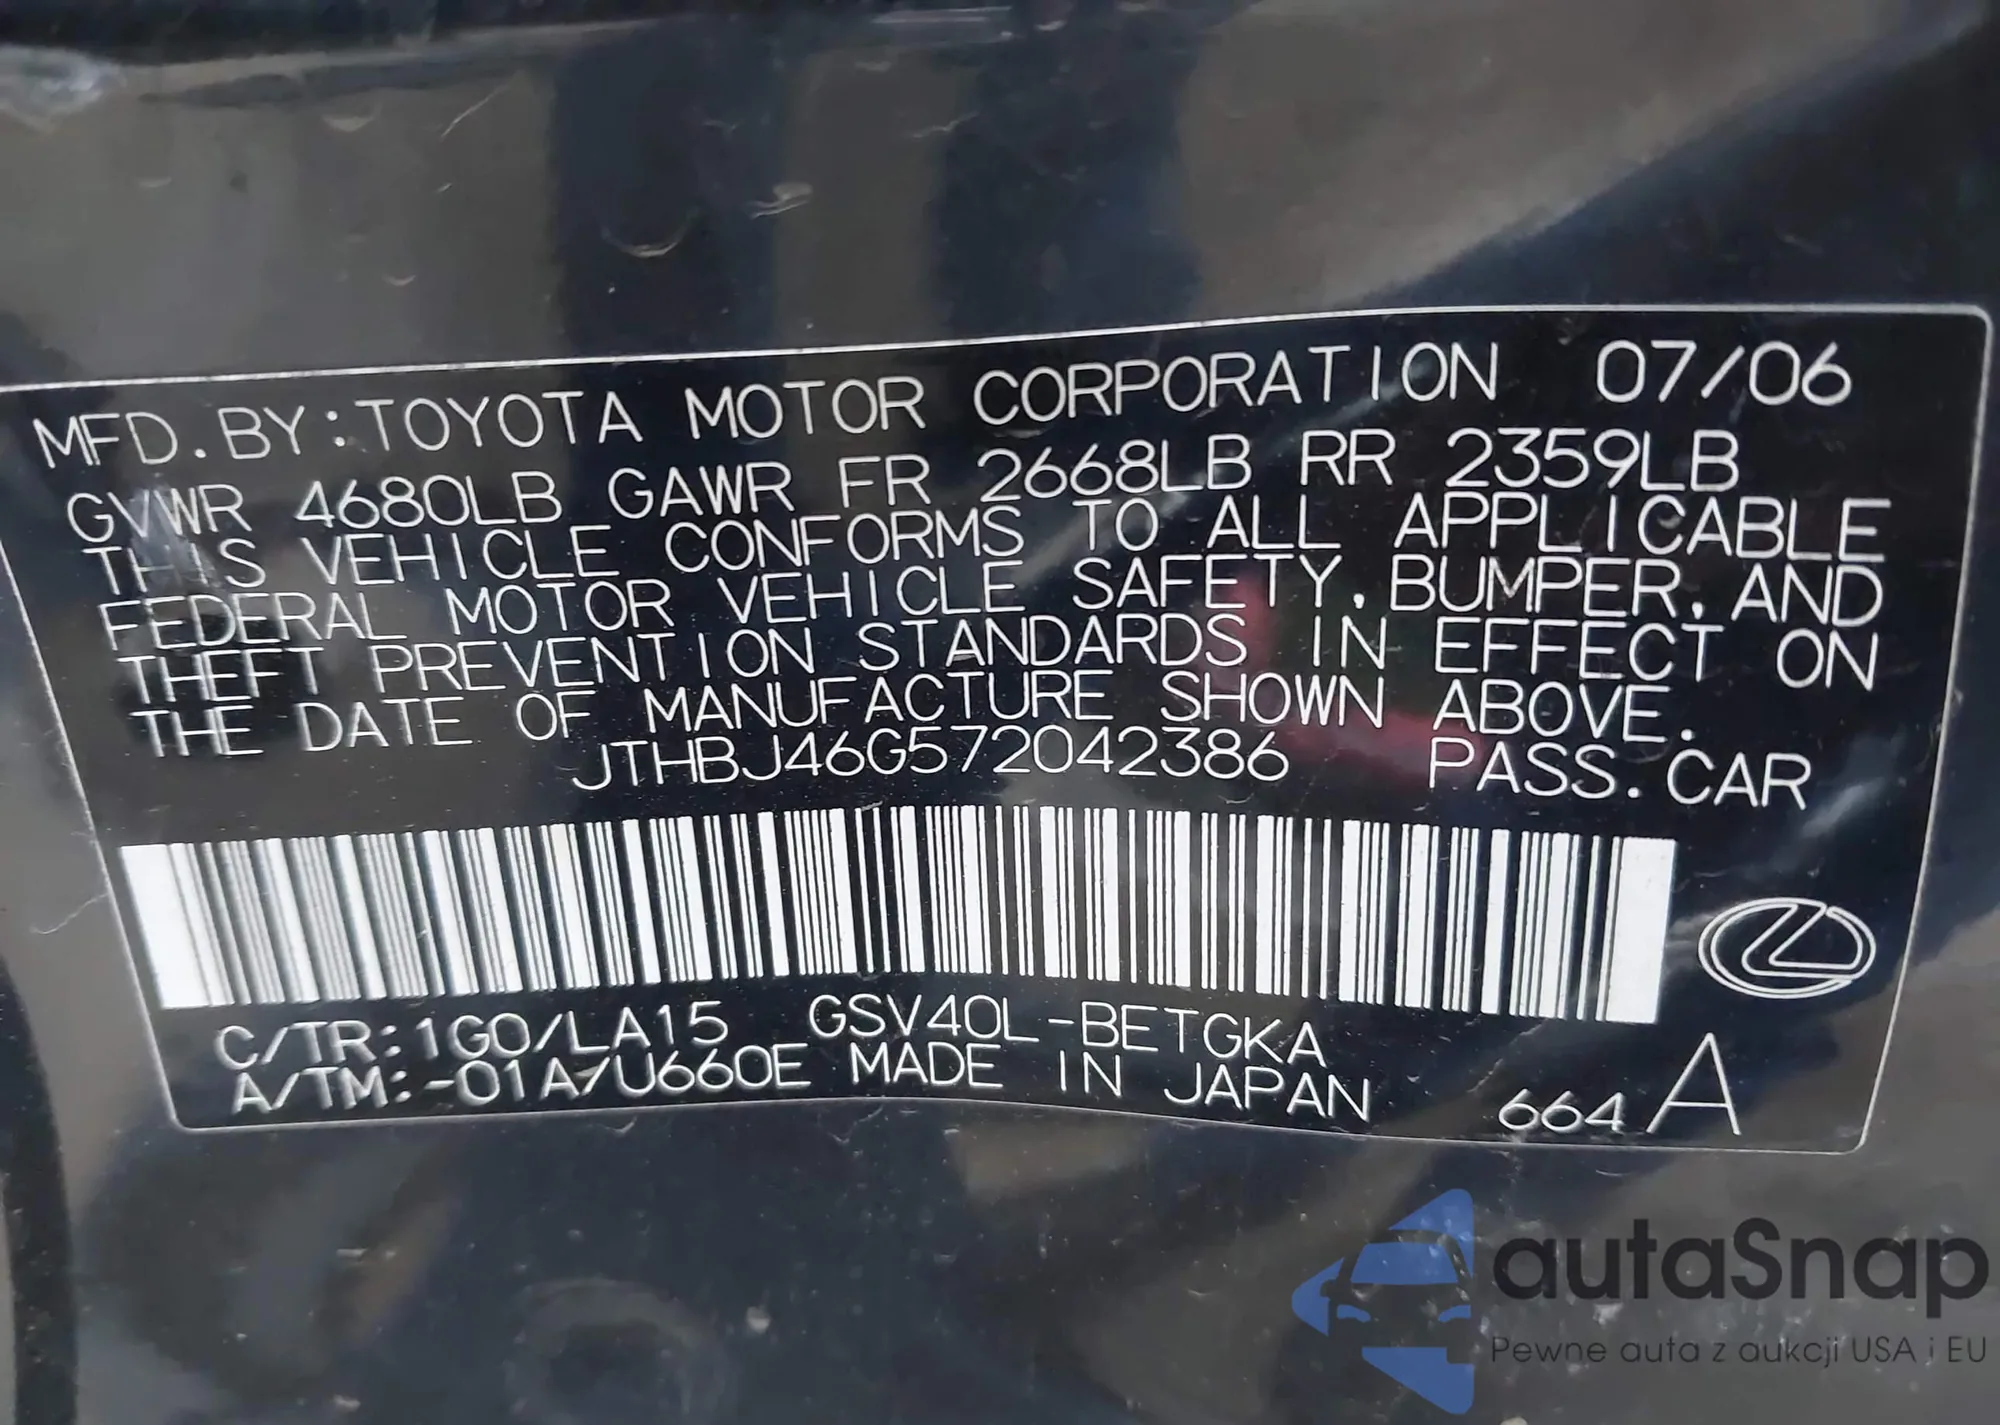 MFD.BY:TOYOTA MOTOR CORPORATION 07/06
GVWR 4680LB GAWR FR 2668LB RR 2359LB
THIS VEHICLE CONFORMS TO ALL APPLICABLE
FEDERAL MOTOR VEHICLE SAFETY,BUMPER,AND
THEFT PREVENTION STANDARDS IN EFFECT ON
THE DATE OF MANUFACTURE SHOWN ABOVE.
JTHBJ46G572042386 PASS.CAR
C/TR:1G0/LA15 GSV40L-BETGKA
A/TM:-01A/U660E MADE IN JAPAN 664 A
autaSnap
Pewne auta z aukcji USA i EU